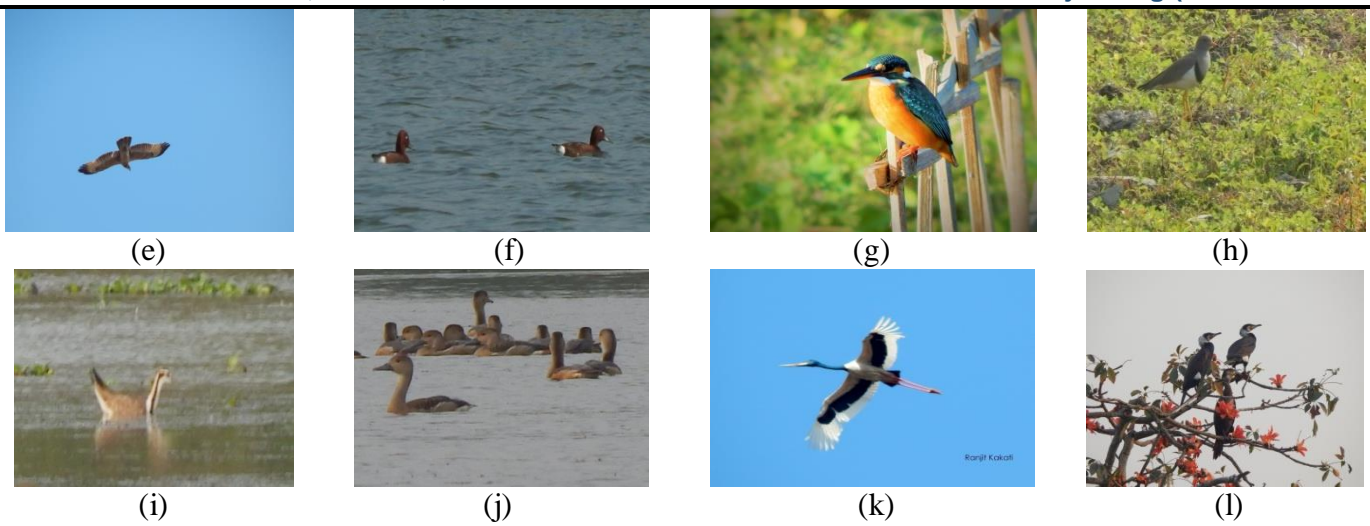 (e) (f) (g) (h)
Ranjit Kakati
(i) (j) (k) (l)